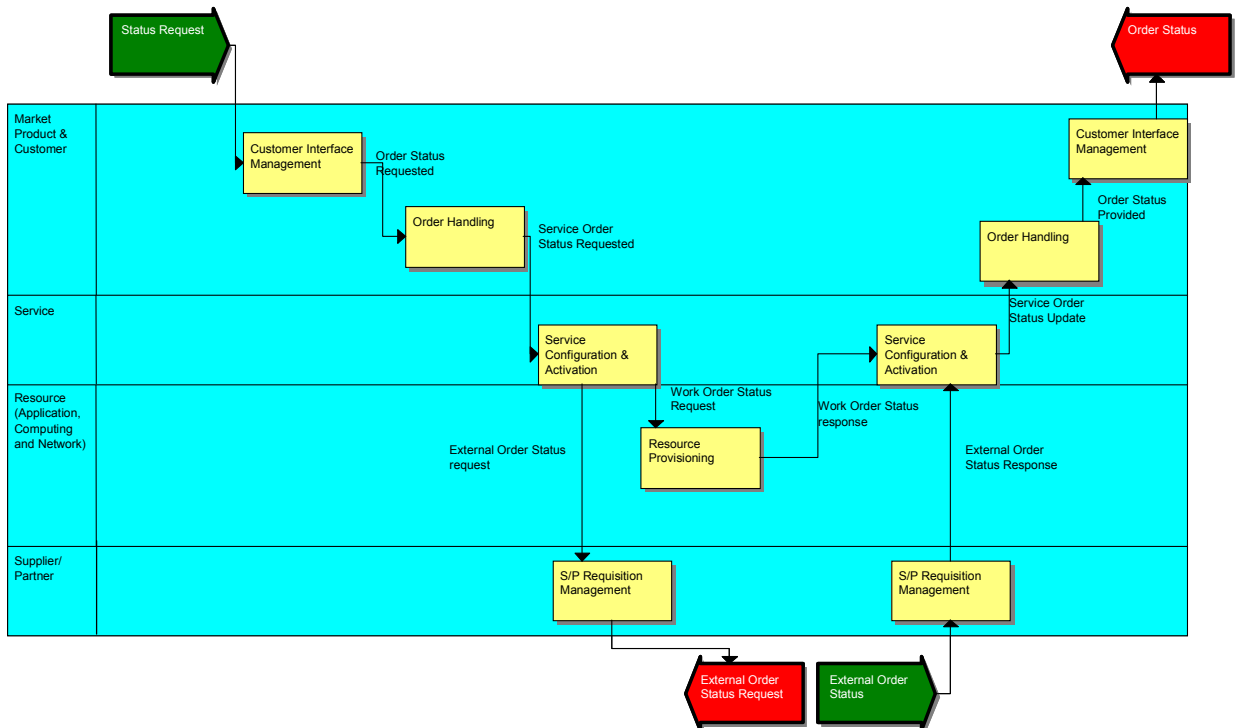 Status Request
Order Status
Market
Product &
Customer
Customer Interface
Management
Order Status
Requested
Customer Interface
Management
Order Handling
Service Order
Status Requested
Order Status
Provided
Order Handling
Service
Service
Configuration &
Activation
Service
Configuration &
Activation
Service Order
Status Update
Resource
(Application,
Computing
and Network)
Work Order Status
Request
Work Order Status
response
External Order Status
request
Resource
Provisioning
External Order
Status Response
Supplier/
Partner
S/P Requisition
Management
S/P Requisition
Management
External Order
Status Request
External Order
Status